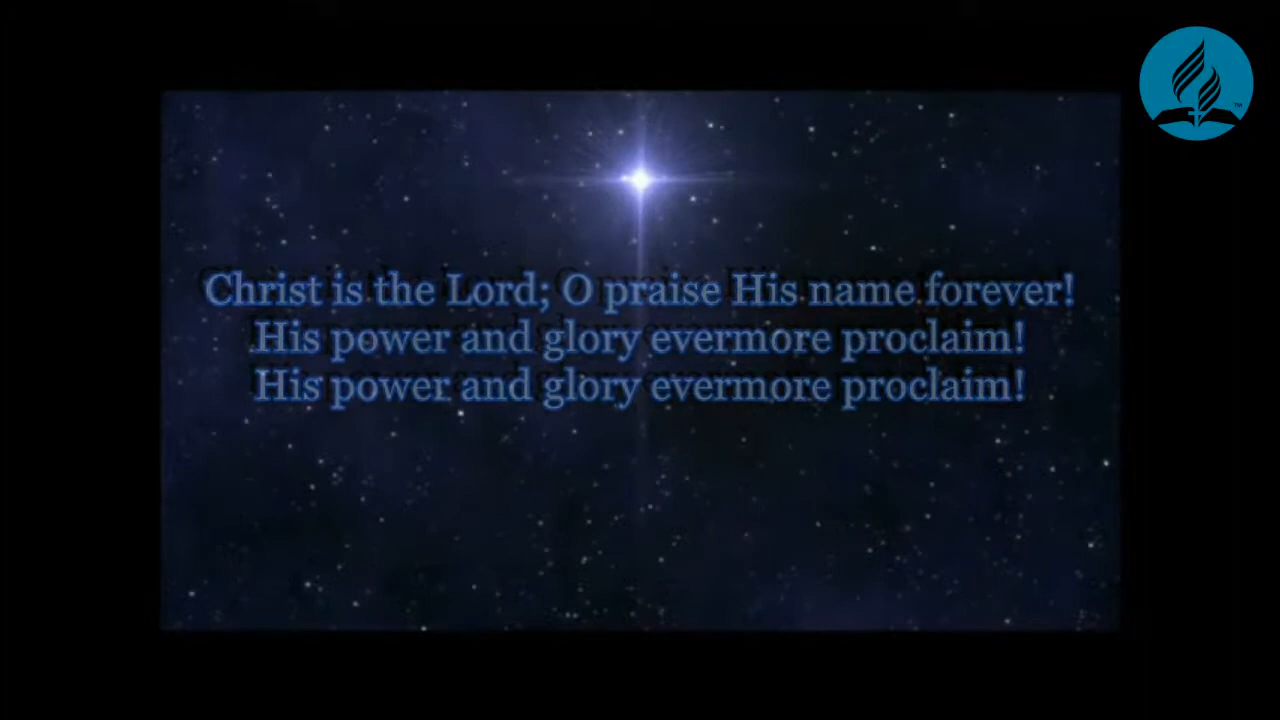 Christ is the Lord; O praise His name forever!
His power and glory evermore proclaim!
His power and glory evermore proclaim!